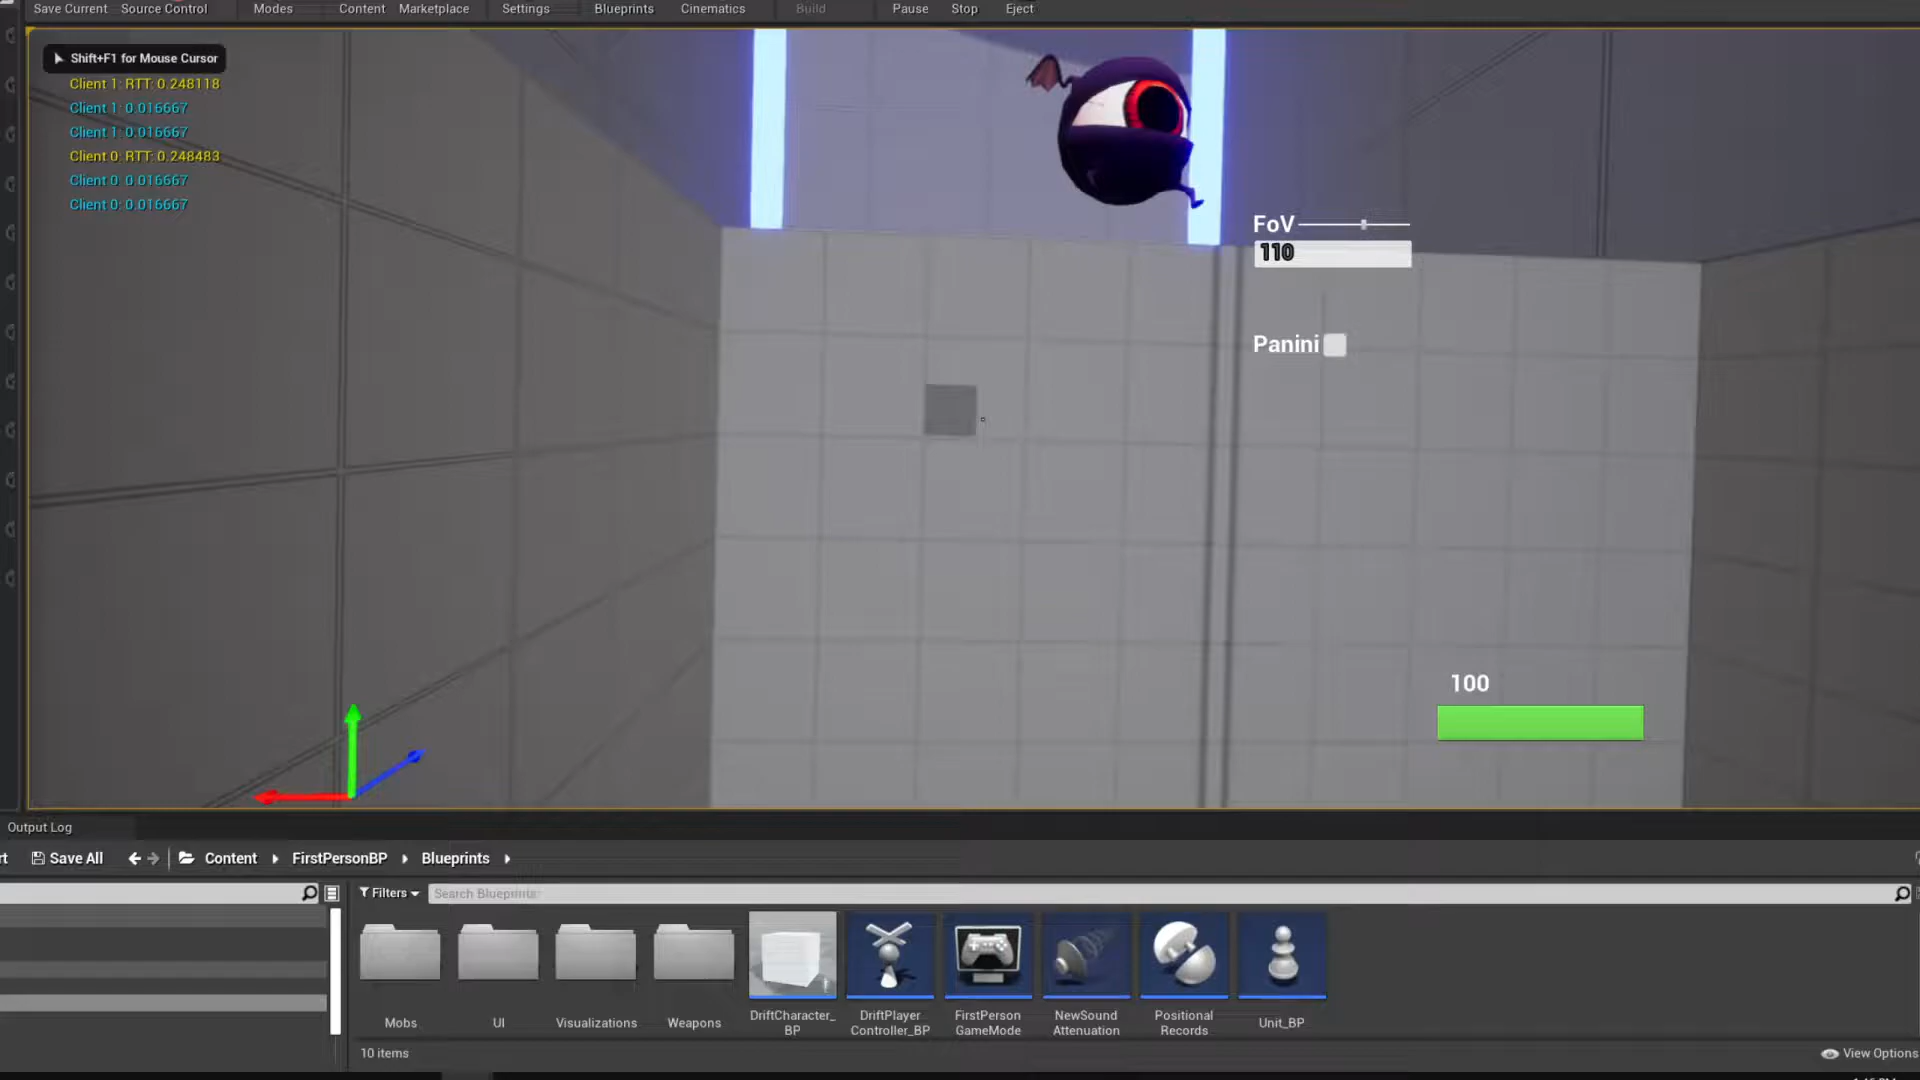 Save Current Source Control Modes Content Marketplace Settings Blueprints Cinematics Build Pause Stop Eject
Shift+F1 for Mouse Cursor
Client 1: RTT: 0.248118
Client 1: 0.016667
Client 1: 0.016667
Client 0: RTT: 0.248483
Client 0: 0.016667
Client 0: 0.016667
FoV
110
Panini
100
Output Log
rt Save All Content FirstPersonBP Blueprints
Filters Search Blueprints
Mobs UI Visualizations Weapons
DriftCharacter_
BP
DriftPlayer
Controller_BP
FirstPerson
GameMode
NewSound
Attenuation
Positional
Records
Unit_BP
10 items View Options